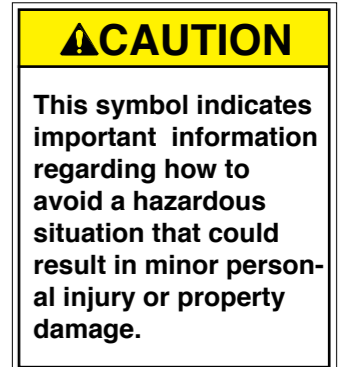 CAUTION
This symbol indicates
important information
regarding how to
avoid a hazardous
situation that could
result in minor person-
al injury or property
damage.